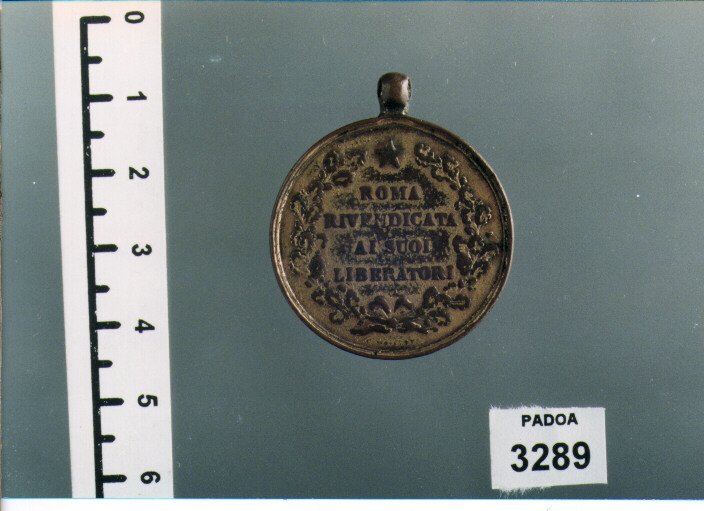 0
1
2
3
4
5
6
ROMA
RIVENDICATA
AI SUOI
LIBERATORI
PADOA
3289